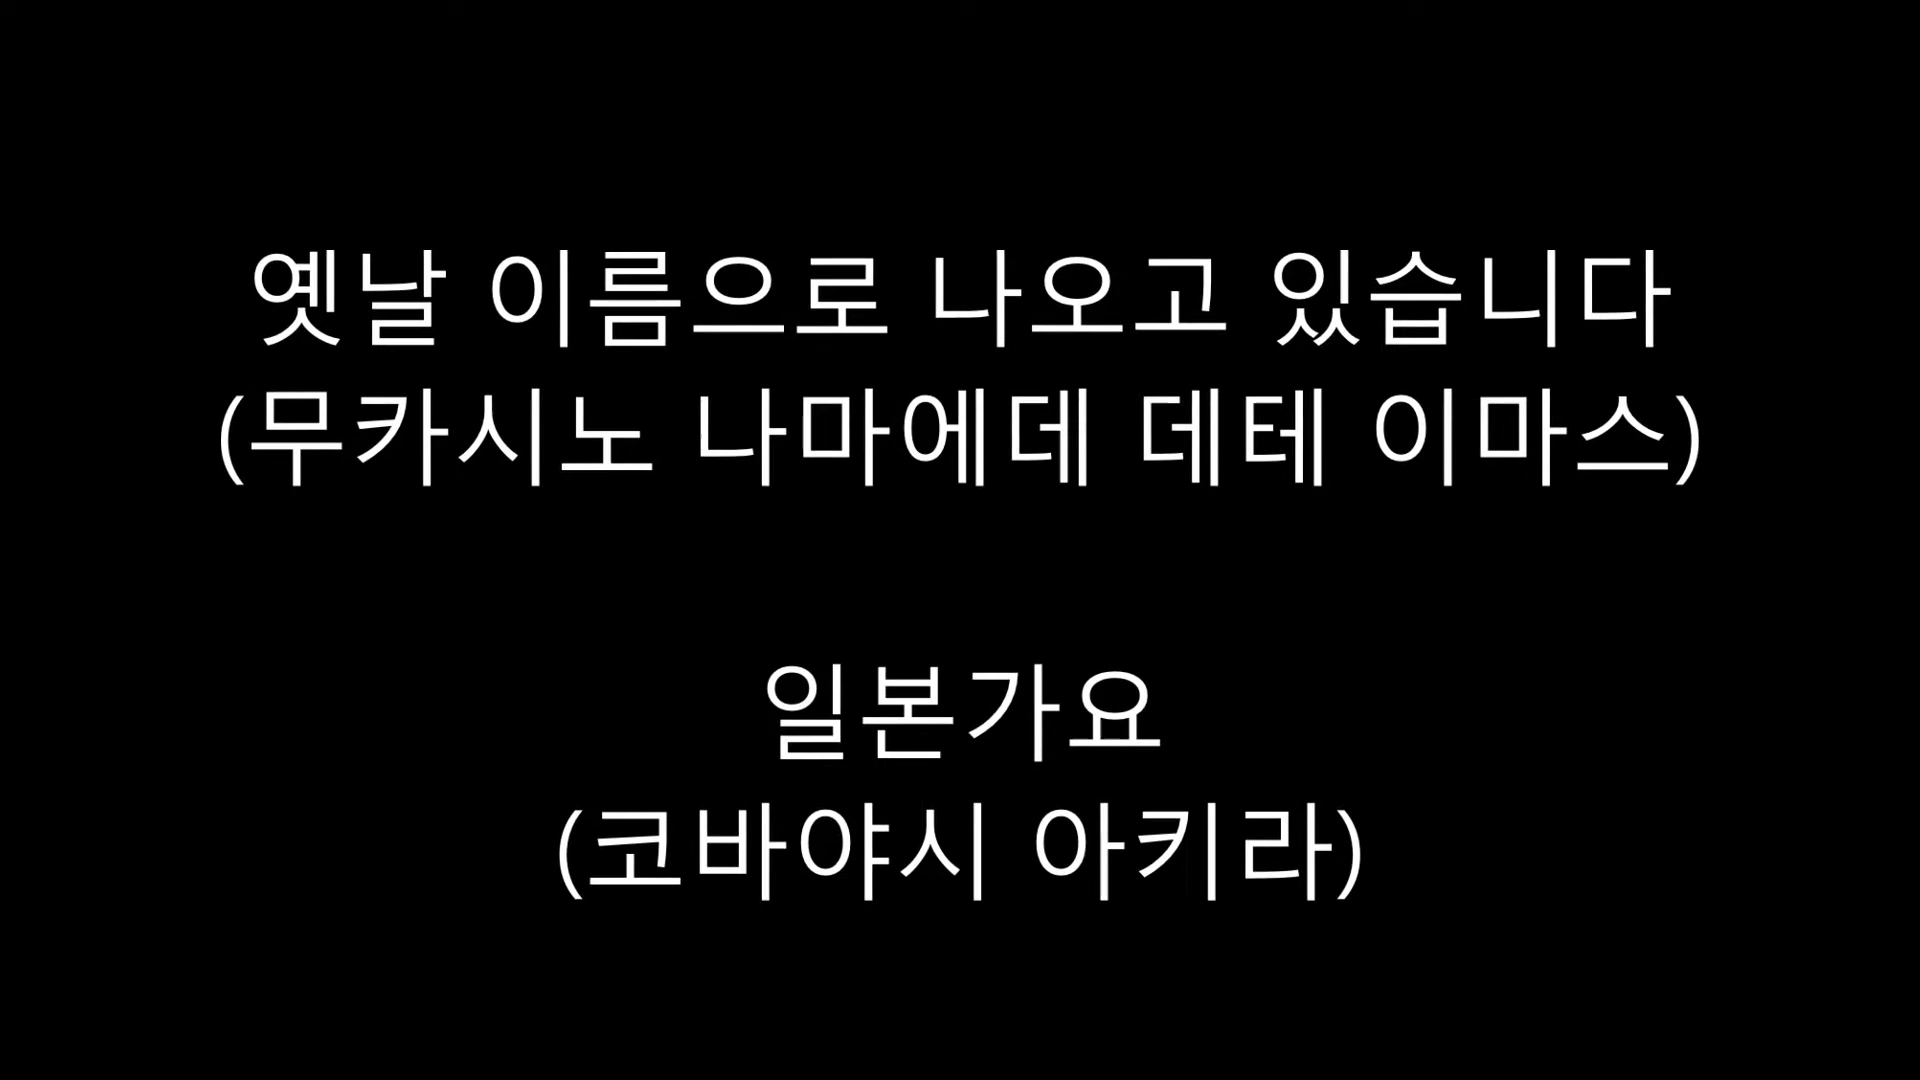 옛날 이름으로 나오고 있습니다
(무카시노 나마에데 데테 이마스)
일본가요
(코바야시 아키라)